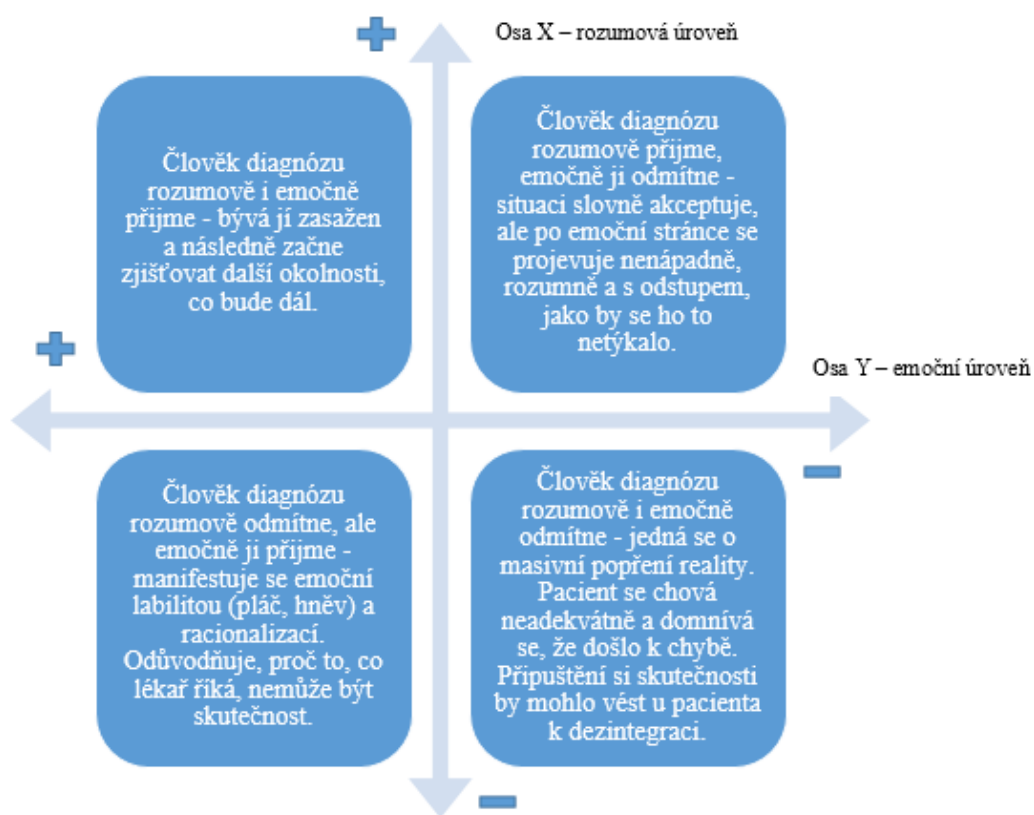 Osa X – rozumová úroveň
Člověk diagnózu
rozumově i emočně
přijme - bývá jí zasažen
a následně začne
zjišťovat další okolnosti,
co bude dál.
Člověk diagnózu
rozumově přijme,
emočně ji odmítne -
situaci slovně akceptuje,
ale po emoční stránce se
projevuje nenápadně,
rozumně a s odstupem,
jako by se ho to
netýkalo.
Osa Y – emoční úroveň
Člověk diagnózu
rozumově odmítne, ale
emočně ji přijme -
manifestuje se emoční
labilitou (pláč, hněv) a
racionalizací.
Odůvodňuje, proč to, co
lékař říká, nemůže být
skutečnost.
Člověk diagnózu
rozumově i emočně
odmítne - jedná se o
masivní popření reality.
Pacient se chová
neadekvátně a domnívá
se, že došlo k chybě.
Připuštění si skutečnosti
by mohlo vést u pacienta
k dezintegraci.